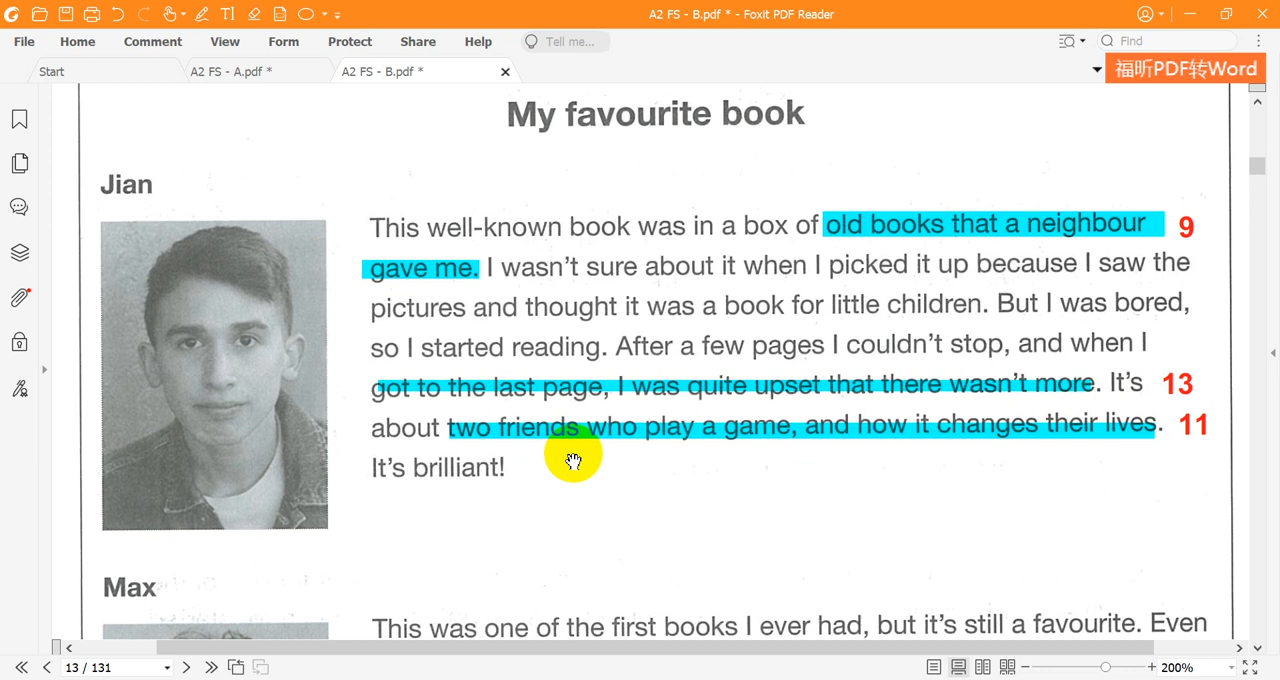 A2 FS - B.pdf * - Foxit PDF Reader
File Home Comment View Form Protect Share Help Tell me... Find
Start A2 FS - A.pdf * A2 FS - B.pdf * 福昕PDF转Word
My favourite book
Jian
This well-known book was in a box of old books that a neighbour 9
gave me. I wasn't sure about it when I picked it up because I saw the
pictures and thought it was a book for little children. But I was bored,
so I started reading. After a few pages I couldn't stop, and when I
got to the last page, I was quite upset that there wasn't more. It's 13
about two friends who play a game, and how it changes their lives. 11
It's brilliant!
Max
This was one of the first books I ever had, but it's still a favourite. Even
13 / 131 200%